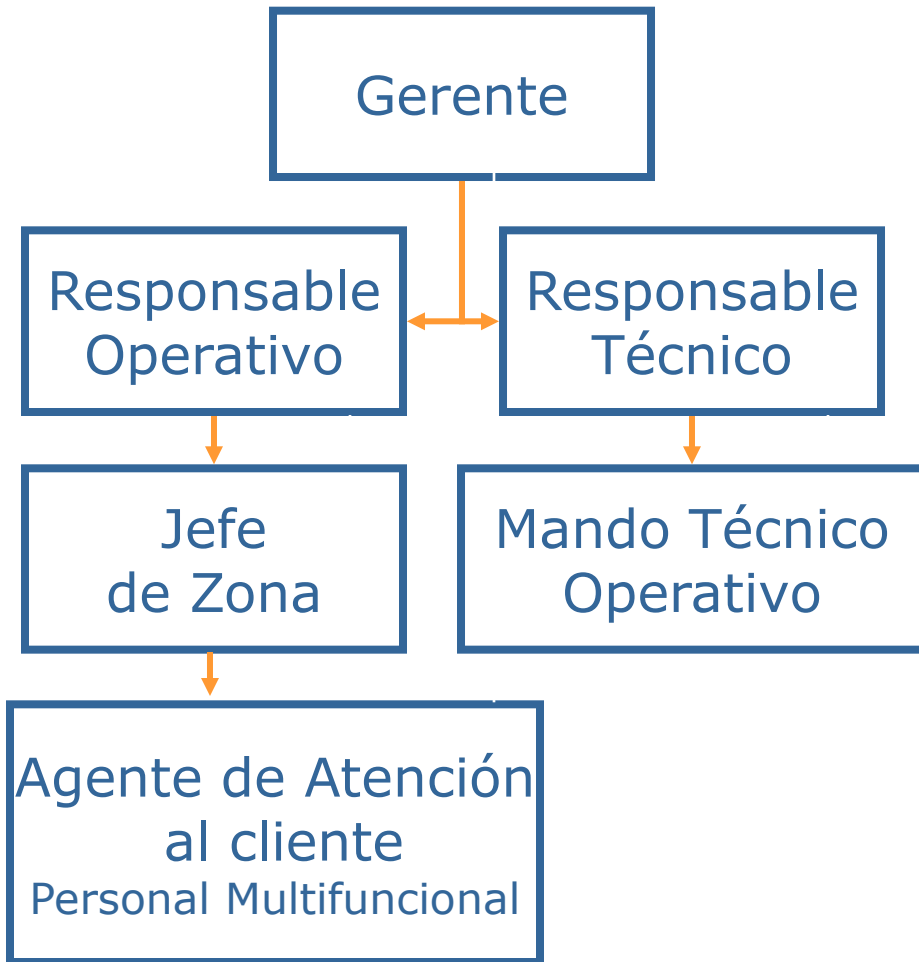 Gerente
Responsable
Operativo
Responsable
Técnico
Jefe
de Zona
Mando Técnico
Operativo
Agente de Atención
al cliente
Personal Multifuncional